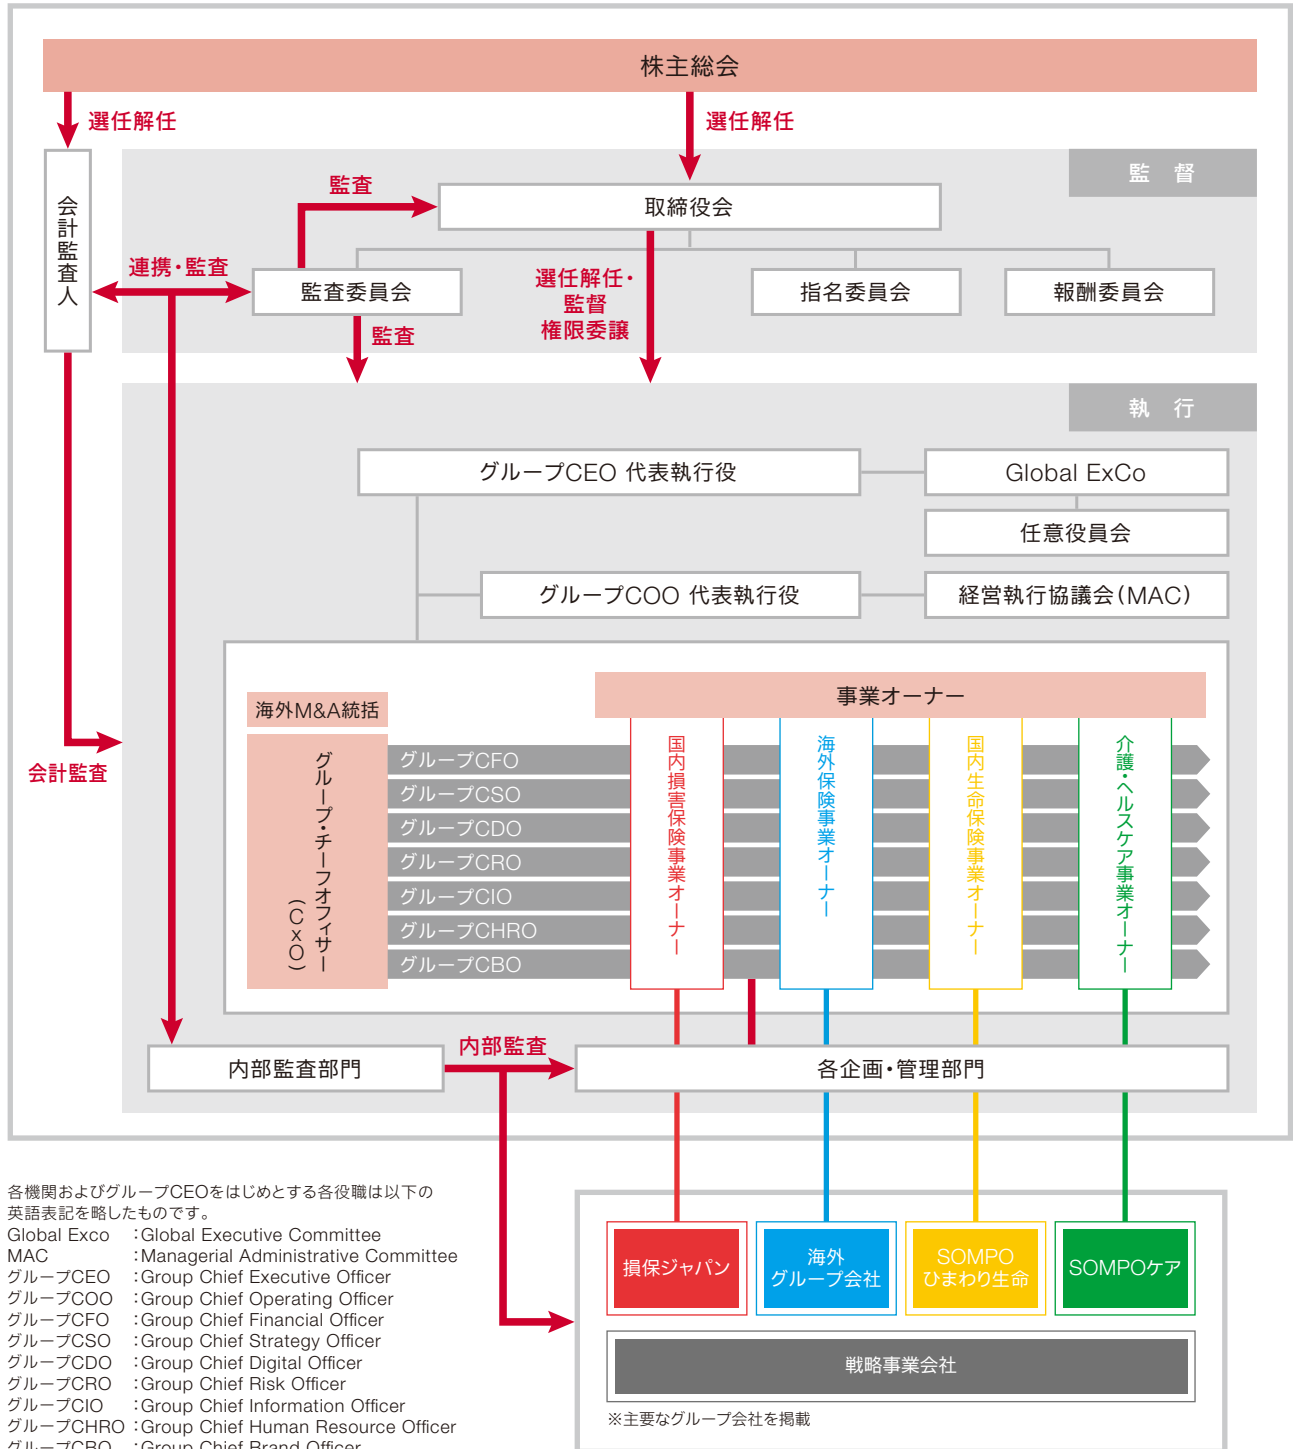 株主総会
選任解任
選任解任
監　督
会計監査人
監査
取締役会
連携・監査
監査委員会
選任解任・
監督
権限委譲
指名委員会
報酬委員会
監査
執　行
グループCEO 代表執行役
Global ExCo
任意役員会
グループCOO 代表執行役
経営執行協議会（MAC）
海外M&A統括
事業オーナー
グループ・チーフオフィサー
（CxO）
グループCFO
グループCSO
グループCDO
グループCRO
グループCIO
グループCHRO
グループCBO
国内損害保険事業オーナー
海外保険事業オーナー
国内生命保険事業オーナー
介護・ヘルスケア事業オーナー
会計監査
内部監査部門
内部監査
各企画・管理部門
各機関およびグループCEOをはじめとする各役職は以下の
英語表記を略したものです。
Global Exco ：Global Executive Committee
MAC ：Managerial Administrative Committee
グループCEO ：Group Chief Executive Officer
グループCOO ：Group Chief Operating Officer
グループCFO ：Group Chief Financial Officer
グループCSO ：Group Chief Strategy Officer
グループCDO ：Group Chief Digital Officer
グループCRO ：Group Chief Risk Officer
グループCIO ：Group Chief Information Officer
グループCHRO ：Group Chief Human Resource Officer
グループCBO ：Group Chief Brand Officer
損保ジャパン
海外
グループ会社
SOMPO
ひまわり生命
SOMPOケア
戦略事業会社
※主要なグループ会社を掲載